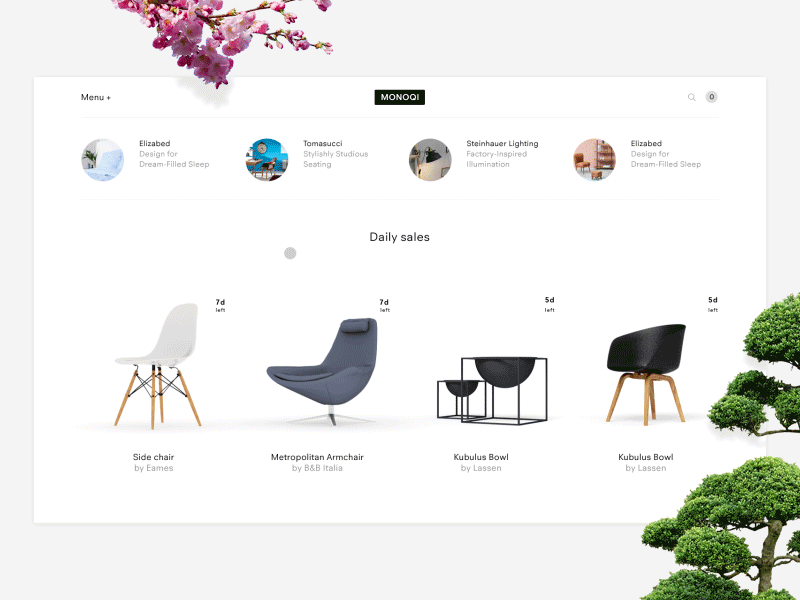 Menu +
MONOQI
0
Elizabed
Design for
Dream-Filled Sleep
Tomasucci
Stylishly Studious
Seating
Steinhauer Lighting
Factory-Inspired
Illumination
Elizabed
Design for
Dream-Filled Sleep
Daily sales
7d
left
7d
left
5d
left
5d
left
Side chair
by Eames
Metropolitan Armchair
by B&B Italia
Kubulus Bowl
by Lassen
Kubulus Bowl
by Lassen